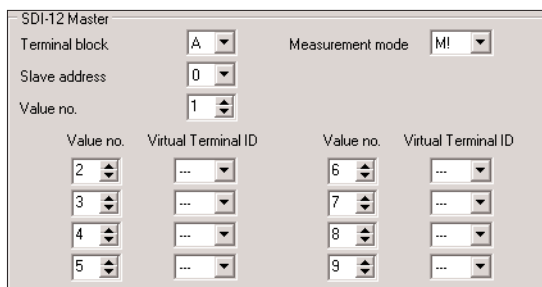 SDI-12 Master
Terminal block A Measurement mode M!
Slave address 0
Value no. 1
Value no. Virtual Terminal ID Value no. Virtual Terminal ID
2 --- 6 ---
3 --- 7 ---
4 --- 8 ---
5 --- 9 ---